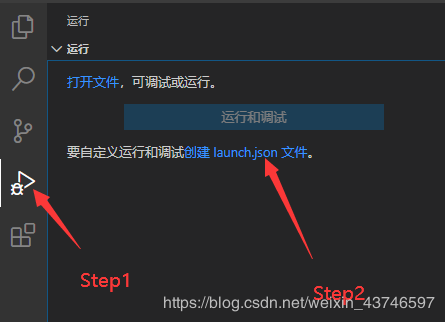 运行
运行
打开文件，可调试或运行。
运行和调试
要自定义运行和调试创建 launch.json 文件。
Step1
Step2
https://blog.csdn.net/weixin_43746597